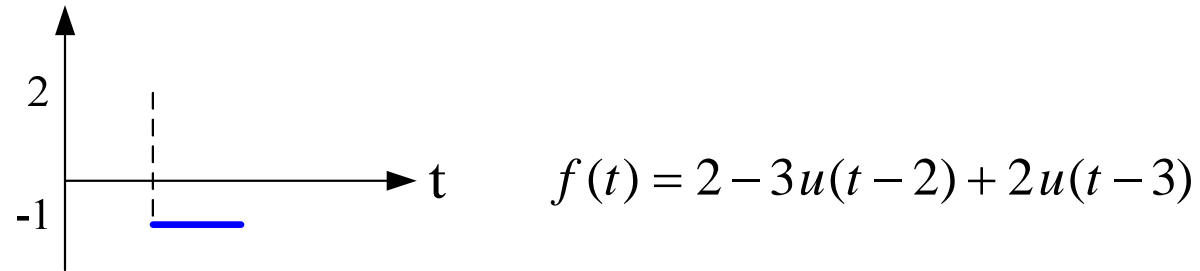 2
t
f(t) = 2 − 3u(t − 2) + 2u(t − 3)
-1